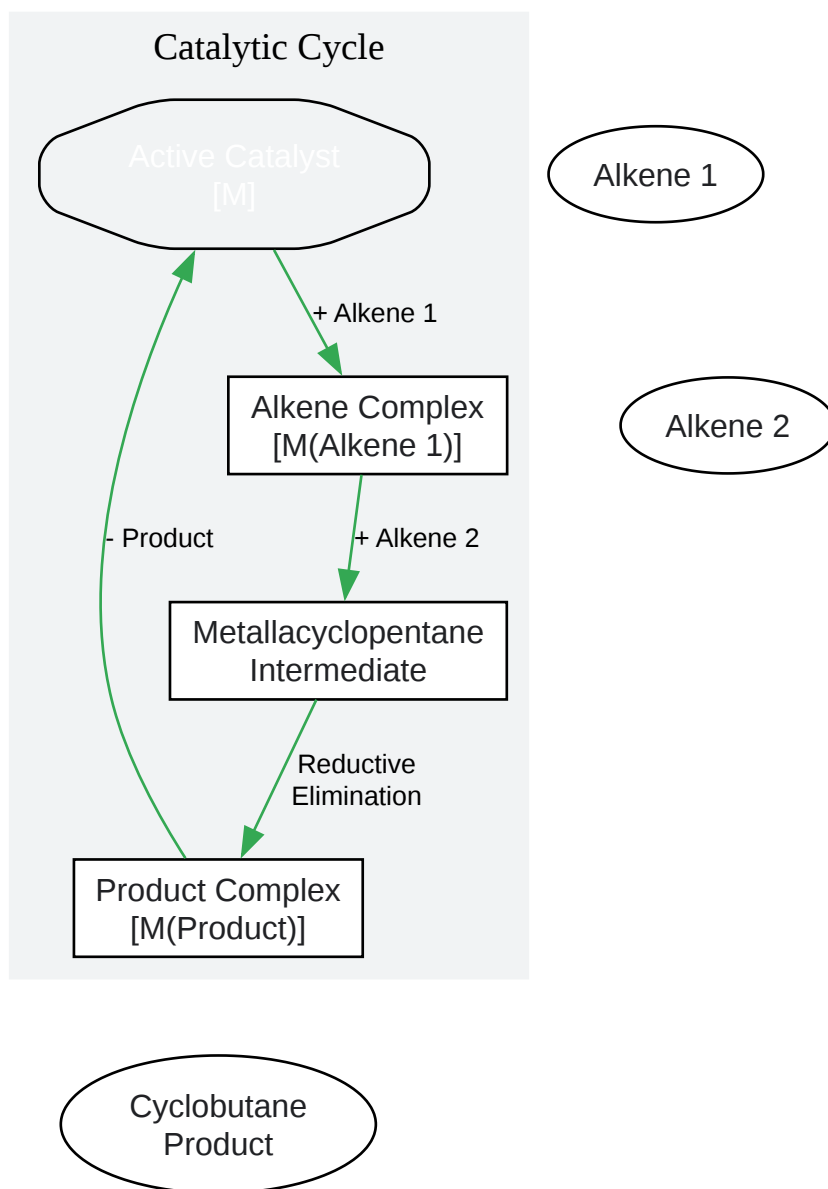 Catalytic Cycle
Active Catalyst
[M]
Alkene 1
+ Alkene 1
Alkene Complex
[M(Alkene 1)]
Alkene 2
- Product
+ Alkene 2
Metallacyclopentane
Intermediate
Reductive
Elimination
Product Complex
[M(Product)]
Cyclobutane
Product